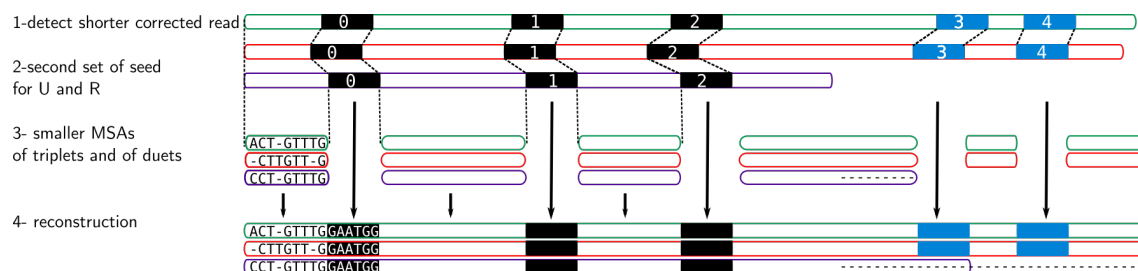 1-detect shorter corrected read
0 1 2 3 4
0 1 2 3 4
2-second set of seed
for U and R
0 1 2
3- smaller MSAs
of triplets and of duets
ACT-GTTTG
-CTTGTT-G
CCT-GTTTG
4- reconstruction
ACT-GTTTGGAATGG
-CTTGTT-GGAATGG
CCT-GTTTGGAATGG